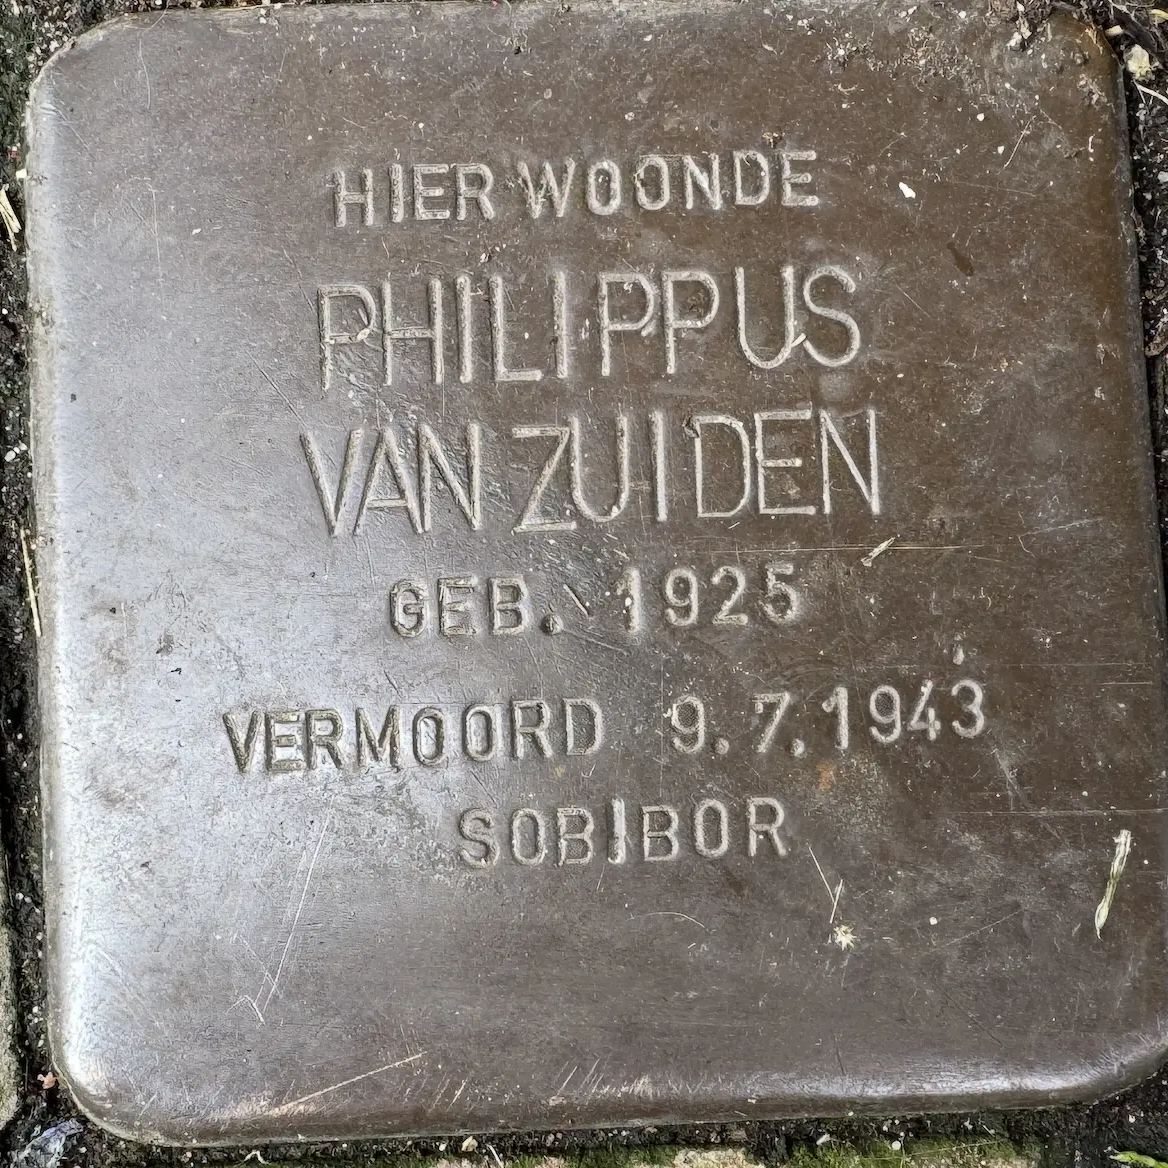 HIER WOONDE
PHILIPPUS
VAN ZUIDEN
GEB. 1925
VERMOORD 9.7.1943
SOBIBOR